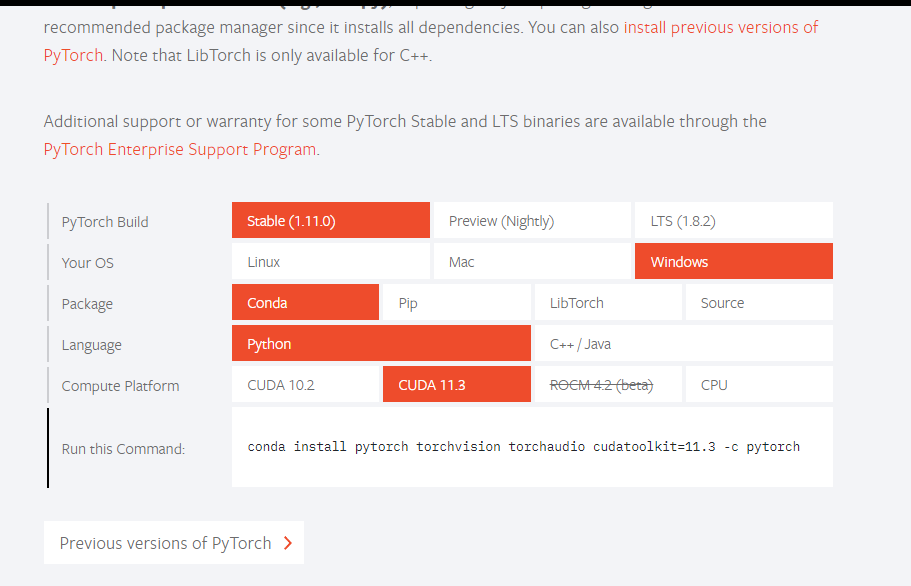 recommended package manager since it installs all dependencies. You can also install previous versions of
PyTorch. Note that LibTorch is only available for C++.
Additional support or warranty for some PyTorch Stable and LTS binaries are available through the
PyTorch Enterprise Support Program.
PyTorch Build Stable (1.11.0) Preview (Nightly) LTS (1.8.2)
Your OS Linux Mac Windows
Package Conda Pip LibTorch Source
Language Python C++ / Java
Compute Platform CUDA 10.2 CUDA 11.3 ROCM 4.2 (beta) CPU
Run this Command: conda install pytorch torchvision torchaudio cudatoolkit=11.3 -c pytorch
Previous versions of PyTorch